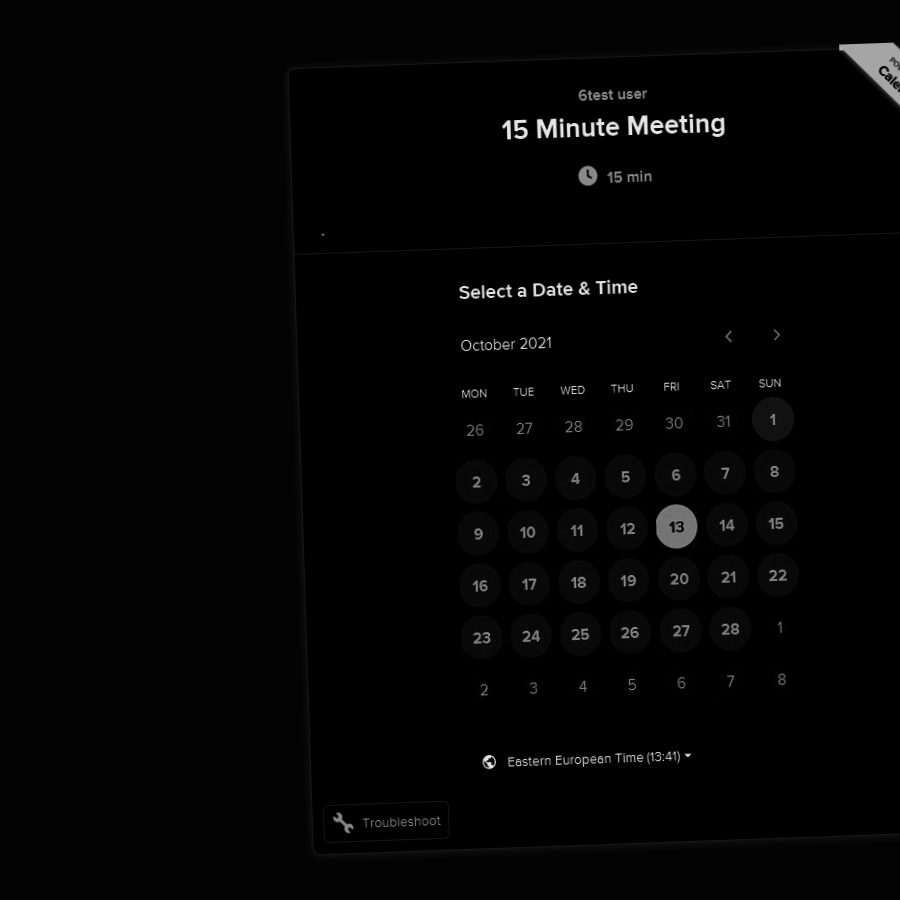 6test user
15 Minute Meeting
15 min
Select a Date & Time
October 2021
MON TUE WED THU FRI SAT SUN
26 27 28 29 30 31 1
2 3 4 5 6 7 8
9 10 11 12 13 14 15
16 17 18 19 20 21 22
23 24 25 26 27 28 1
2 3 4 5 6 7 8
Eastern European Time (13:41)
Troubleshoot